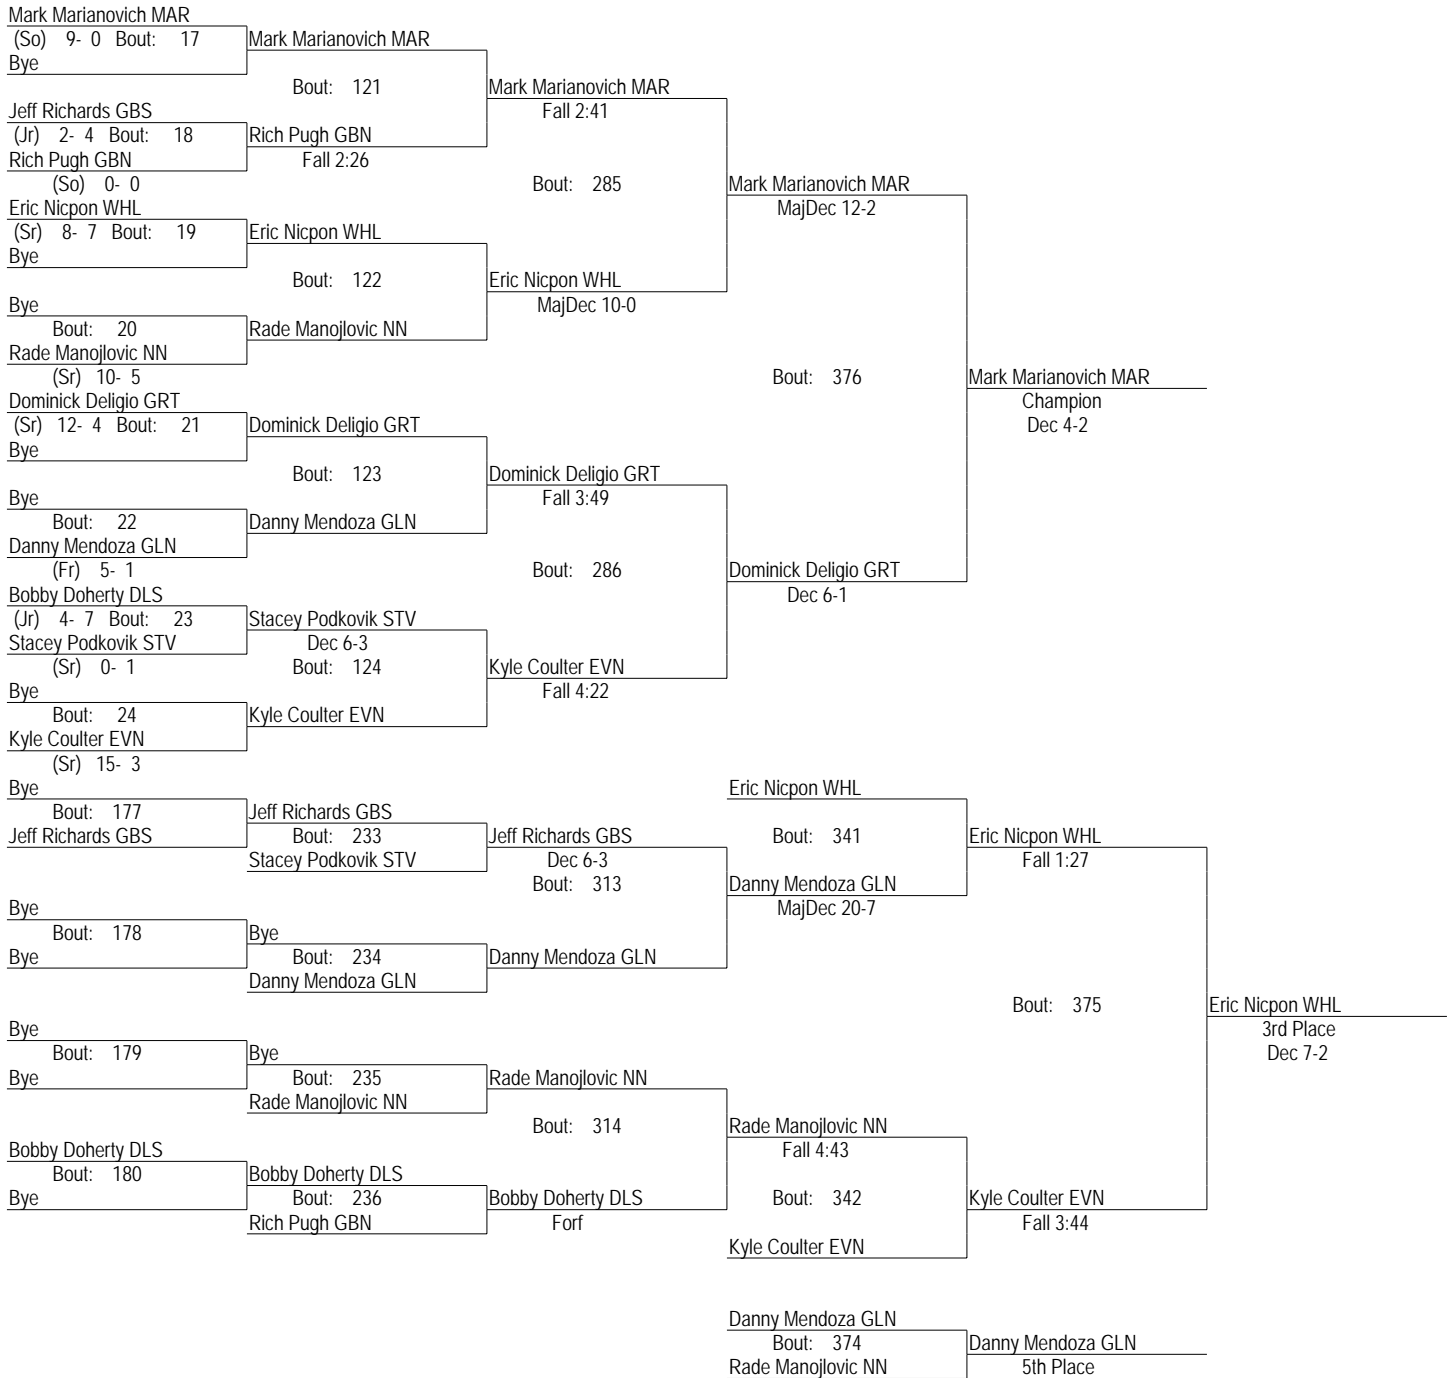 Mark Marianovich MAR
(So) 9- 0 Bout: 17
Mark Marianovich MAR
Bye
Bout: 121
Mark Marianovich MAR
Fall 2:41
Jeff Richards GBS
(Jr) 2- 4 Bout: 18
Rich Pugh GBN
Rich Pugh GBN
Fall 2:26
(So) 0- 0
Bout: 285
Mark Marianovich MAR
MajDec 12-2
Eric Nicpon WHL
(Sr) 8- 7 Bout: 19
Eric Nicpon WHL
Bye
Bout: 122
Eric Nicpon WHL
MajDec 10-0
Bye
Bout: 20
Rade Manojlovic NN
Rade Manojlovic NN
(Sr) 10- 5
Bout: 376
Mark Marianovich MAR
Champion
Dec 4-2
Dominick Deligio GRT
(Sr) 12- 4 Bout: 21
Dominick Deligio GRT
Bye
Bout: 123
Dominick Deligio GRT
Fall 3:49
Bye
Bout: 22
Danny Mendoza GLN
Danny Mendoza GLN
(Fr) 5- 1
Bout: 286
Dominick Deligio GRT
Dec 6-1
Bobby Doherty DLS
(Jr) 4- 7 Bout: 23
Stacey Podkovik STV
Stacey Podkovik STV
Dec 6-3
(Sr) 0- 1
Bout: 124
Kyle Coulter EVN
Fall 4:22
Bye
Bout: 24
Kyle Coulter EVN
Kyle Coulter EVN
(Sr) 15- 3
Bye
Eric Nicpon WHL
Bout: 177
Jeff Richards GBS
Jeff Richards GBS
Bout: 233
Jeff Richards GBS
Bout: 341
Eric Nicpon WHL
Stacey Podkovik STV
Dec 6-3
Fall 1:27
Bout: 313
Danny Mendoza GLN
MajDec 20-7
Bye
Bout: 178
Bye
Bye
Bout: 234
Danny Mendoza GLN
Danny Mendoza GLN
Bout: 375
Eric Nicpon WHL
3rd Place
Dec 7-2
Bye
Bout: 179
Bye
Bye
Bout: 235
Rade Manojlovic NN
Rade Manojlovic NN
Bout: 314
Rade Manojlovic NN
Fall 4:43
Bobby Doherty DLS
Bout: 180
Bobby Doherty DLS
Bye
Bout: 236
Bobby Doherty DLS
Bout: 342
Kyle Coulter EVN
Rich Pugh GBN
Forf
Fall 3:44
Kyle Coulter EVN
Danny Mendoza GLN
Bout: 374
Danny Mendoza GLN
Rade Manojlovic NN
5th Place